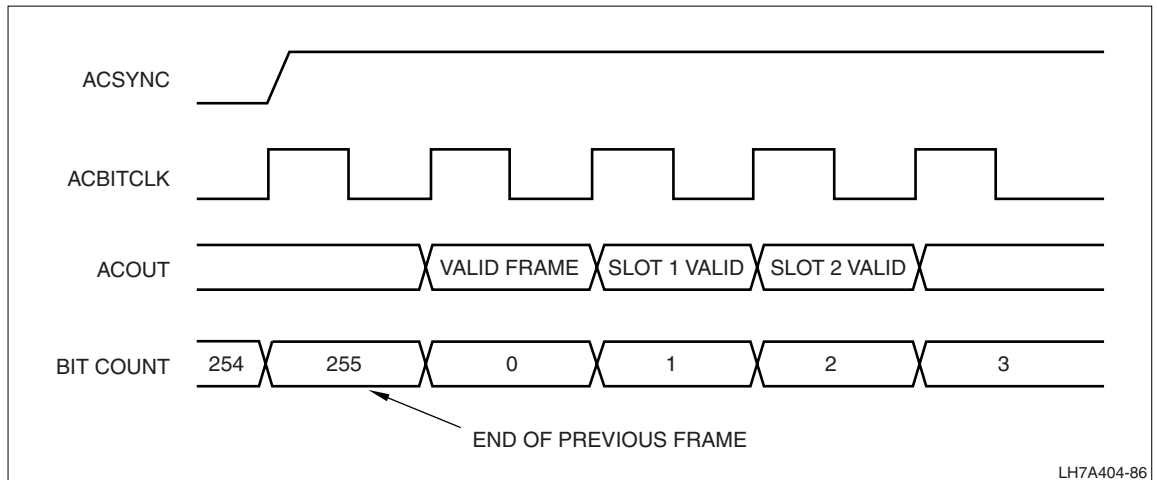 ACSYNC
ACBITCLK
ACOUT VALID FRAME SLOT 1 VALID SLOT 2 VALID
BIT COUNT 254 255 0 1 2 3
END OF PREVIOUS FRAME
LH7A404-86